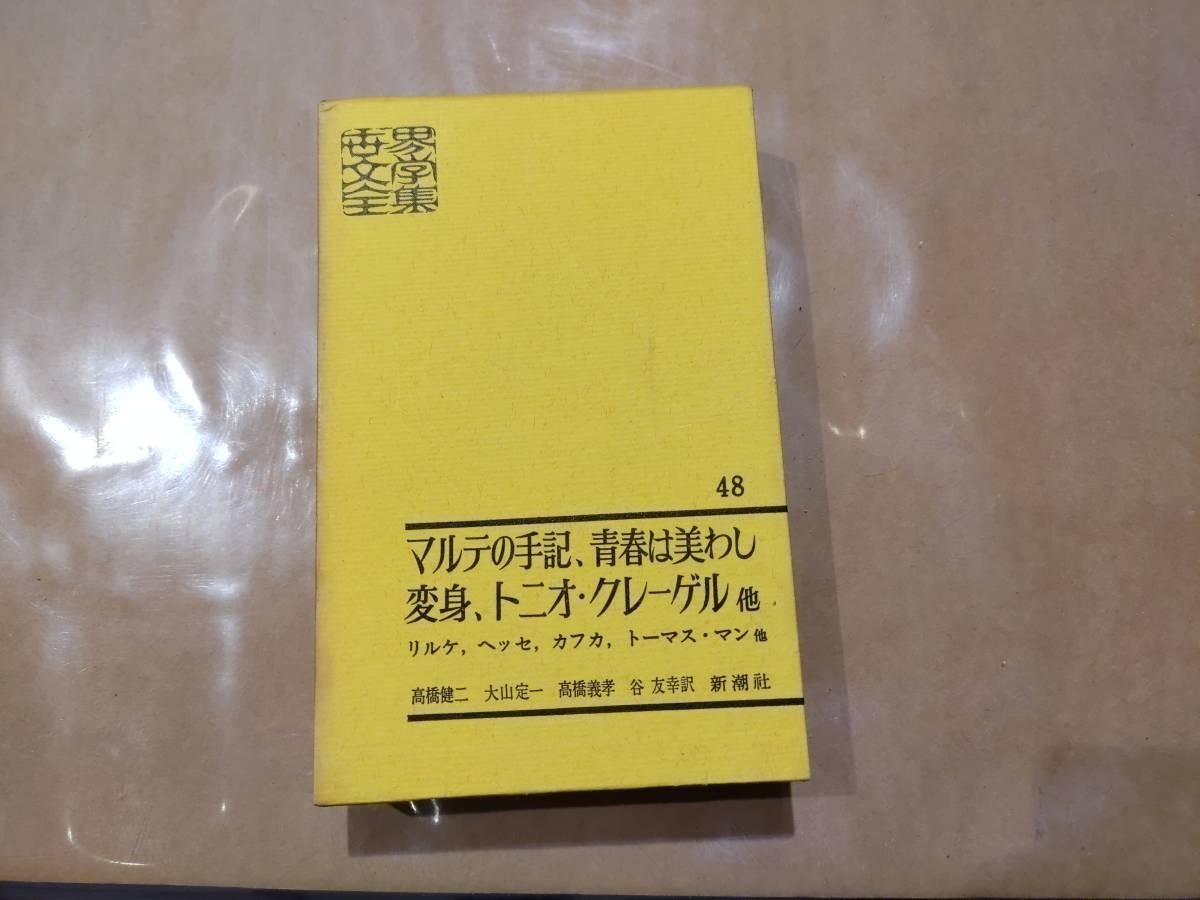 世界
文学
全集
48
マルテの手記、青春は美わし
変身、トニオ・クレーゲル 他
リルケ, ヘッセ, カフカ, トーマス・マン 他
高橋健二 大山定一 高橋義孝 谷 友幸訳 新潮社